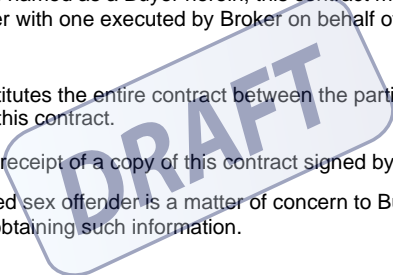 named as a Buyer herein, this contract m
er with one executed by Broker on behalf o
titutes the entire contract between the parti
this contract.
receipt of a copy of this contract signed by
ed sex offender is a matter of concern to Bu
obtaining such information.
DRAFT